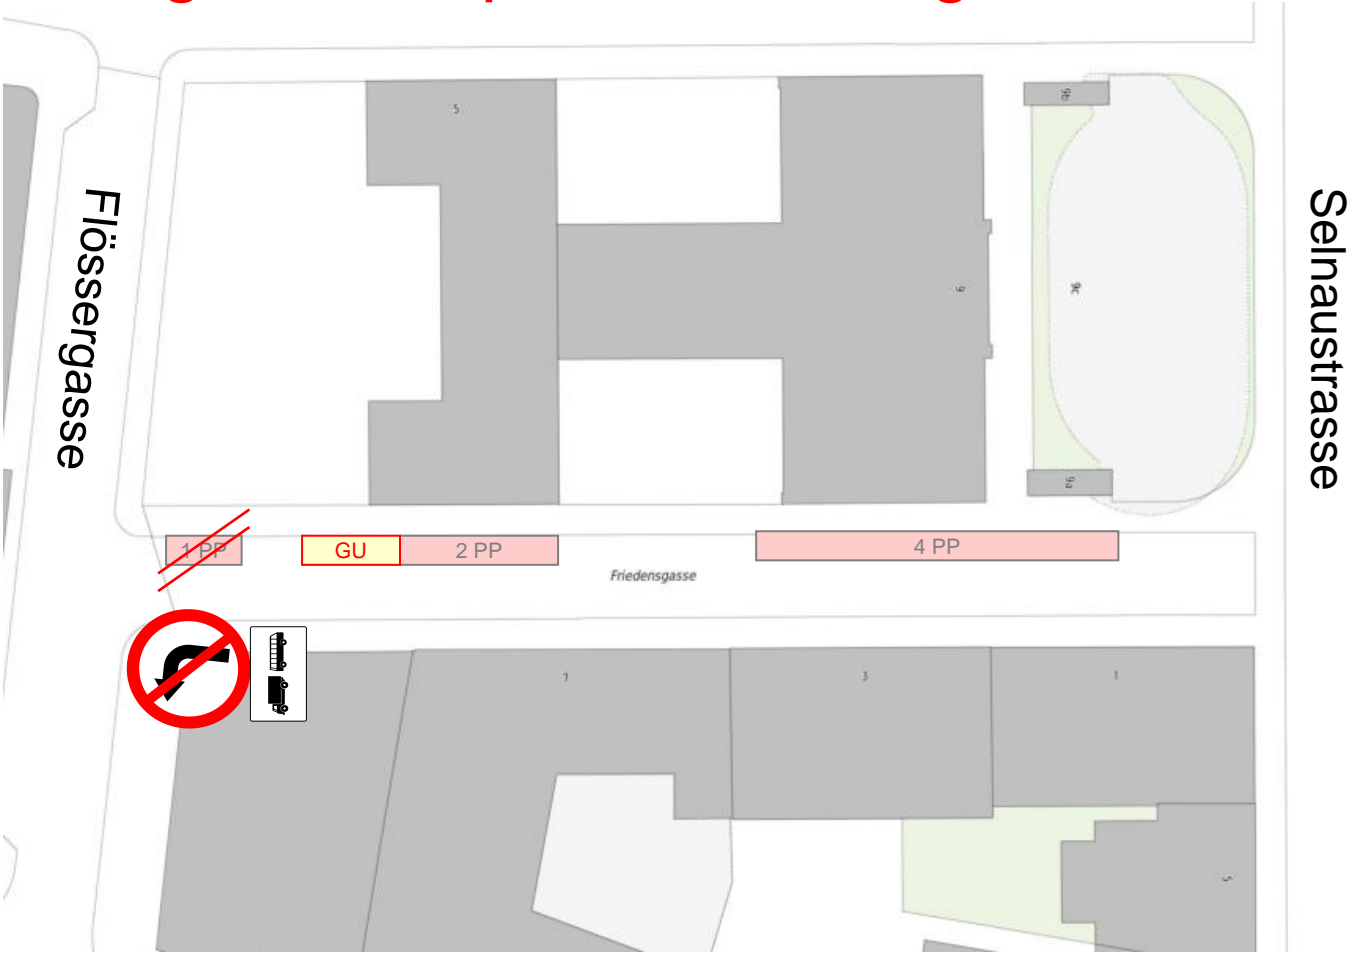 5
9b
Flössergasse
Selnaustrasse
9
9c
9a
1 PP
GU
2 PP
4 PP
Friedensgasse
7
3
1
5